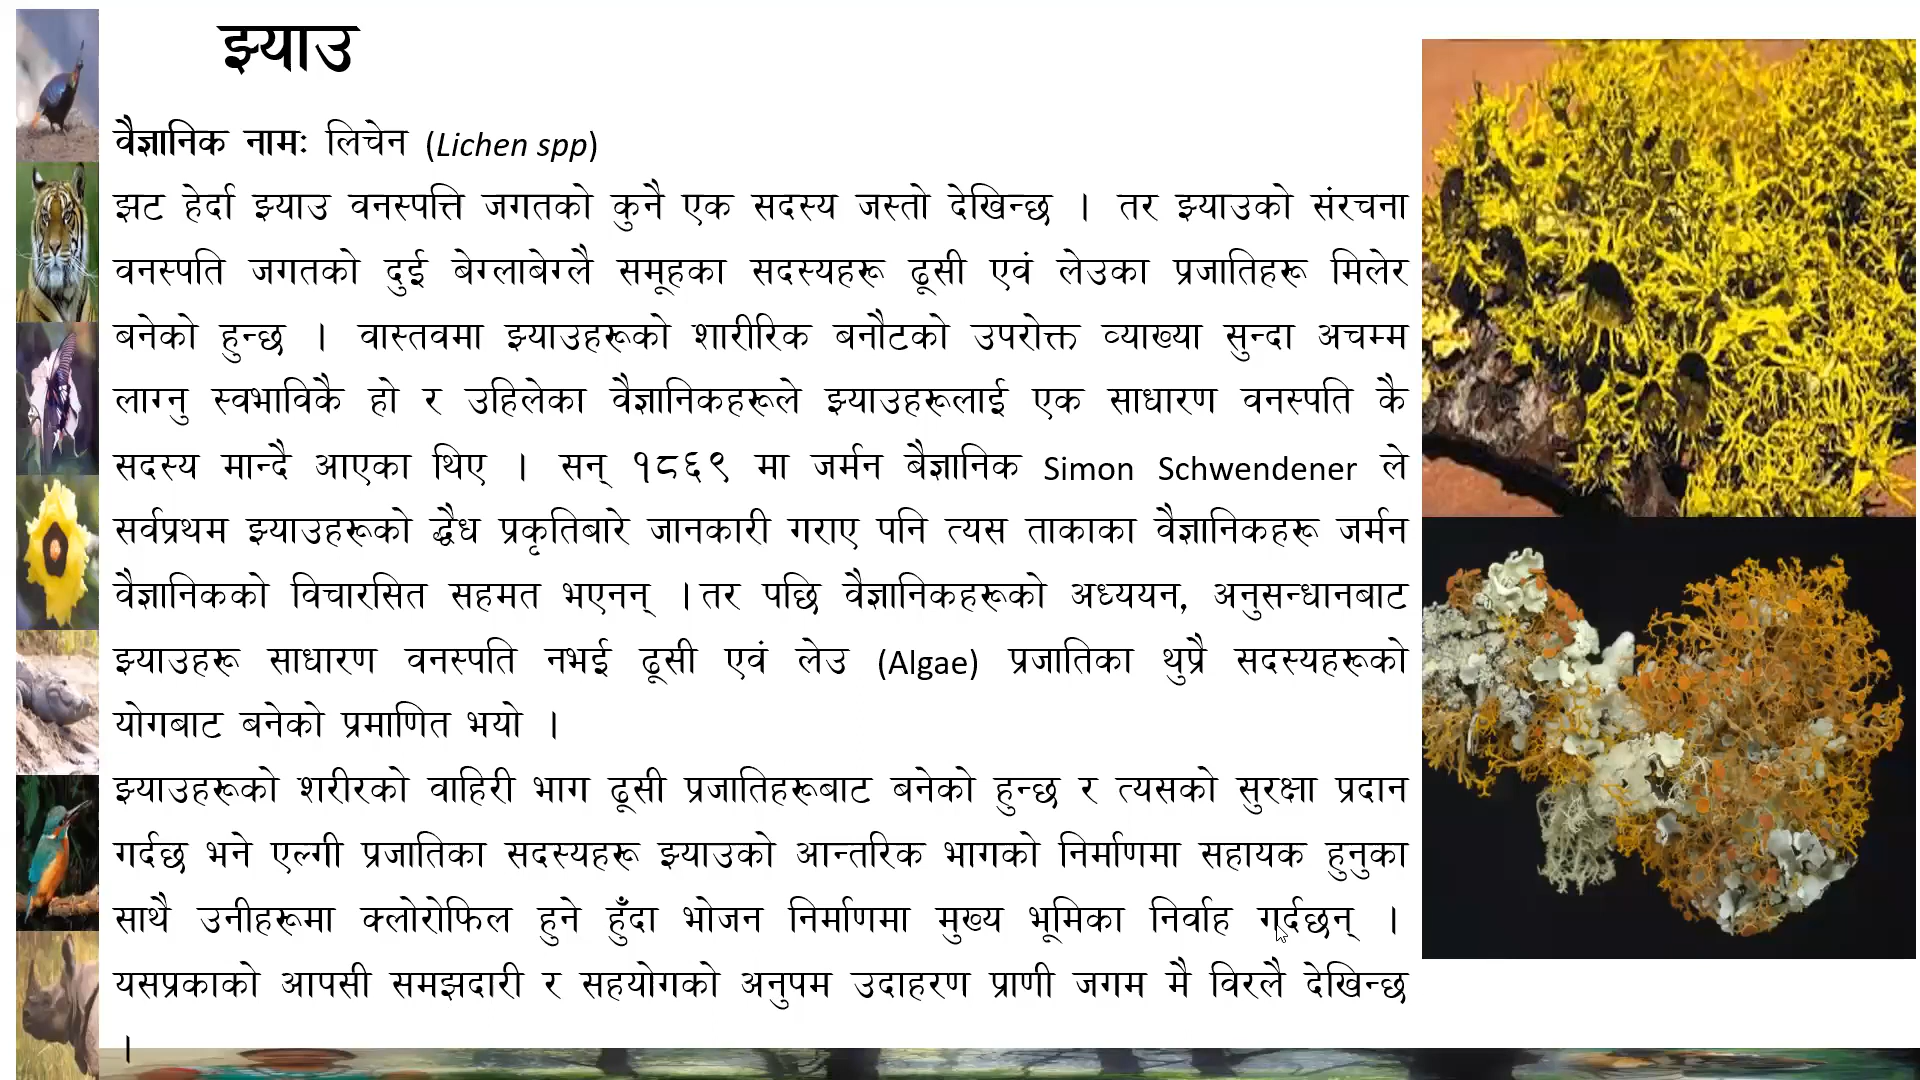 झ्याउ
वैज्ञानिक नामः लिचेन (Lichen spp)
झट हेर्दा झ्याउ वनस्पत्ति जगतको कुनै एक सदस्य जस्तो देखिन्छ । तर झ्याउको संरचना
वनस्पति जगतको दुई बेग्लाबेग्लै समूहका सदस्यहरू ढूसी एवं लेउका प्रजातिहरू मिलेर
बनेको हुन्छ । वास्तवमा झ्याउहरूको शारीरिक बनौटको उपरोक्त व्याख्या सुन्दा अचम्म
लाग्नु स्वभाविकै हो र उहिलेका वैज्ञानिकहरूले झ्याउहरूलाई एक साधारण वनस्पति कै
सदस्य मान्दै आएका थिए । सन् १८६९ मा जर्मन बैज्ञानिक Simon Schwendener ले
सर्वप्रथम झ्याउहरूको द्धैध प्रकृतिबारे जानकारी गराए पनि त्यस ताकाका वैज्ञानिकहरू जर्मन
वैज्ञानिकको विचारसित सहमत भएनन् । तर पछि वैज्ञानिकहरूको अध्ययन, अनुसन्धानबाट
झ्याउहरू साधारण वनस्पति नभई ढूसी एवं लेउ (Algae) प्रजातिका थुप्रै सदस्यहरूको
योगबाट बनेको प्रमाणित भयो ।
झ्याउहरूको शरीरको वाहिरी भाग ढूसी प्रजातिहरूबाट बनेको हुन्छ र त्यसको सुरक्षा प्रदान
गर्दछ भने एल्गी प्रजातिका सदस्यहरू झ्याउको आन्तरिक भागको निर्माणमा सहायक हुनुका
साथै उनीहरूमा क्लोरोफिल हुने हुँदा भोजन निर्माणमा मुख्य भूमिका निर्वाह गर्दछन् ।
यसप्रकाको आपसी समझदारी र सहयोगको अनुपम उदाहरण प्राणी जगम मै विरलै देखिन्छ
।